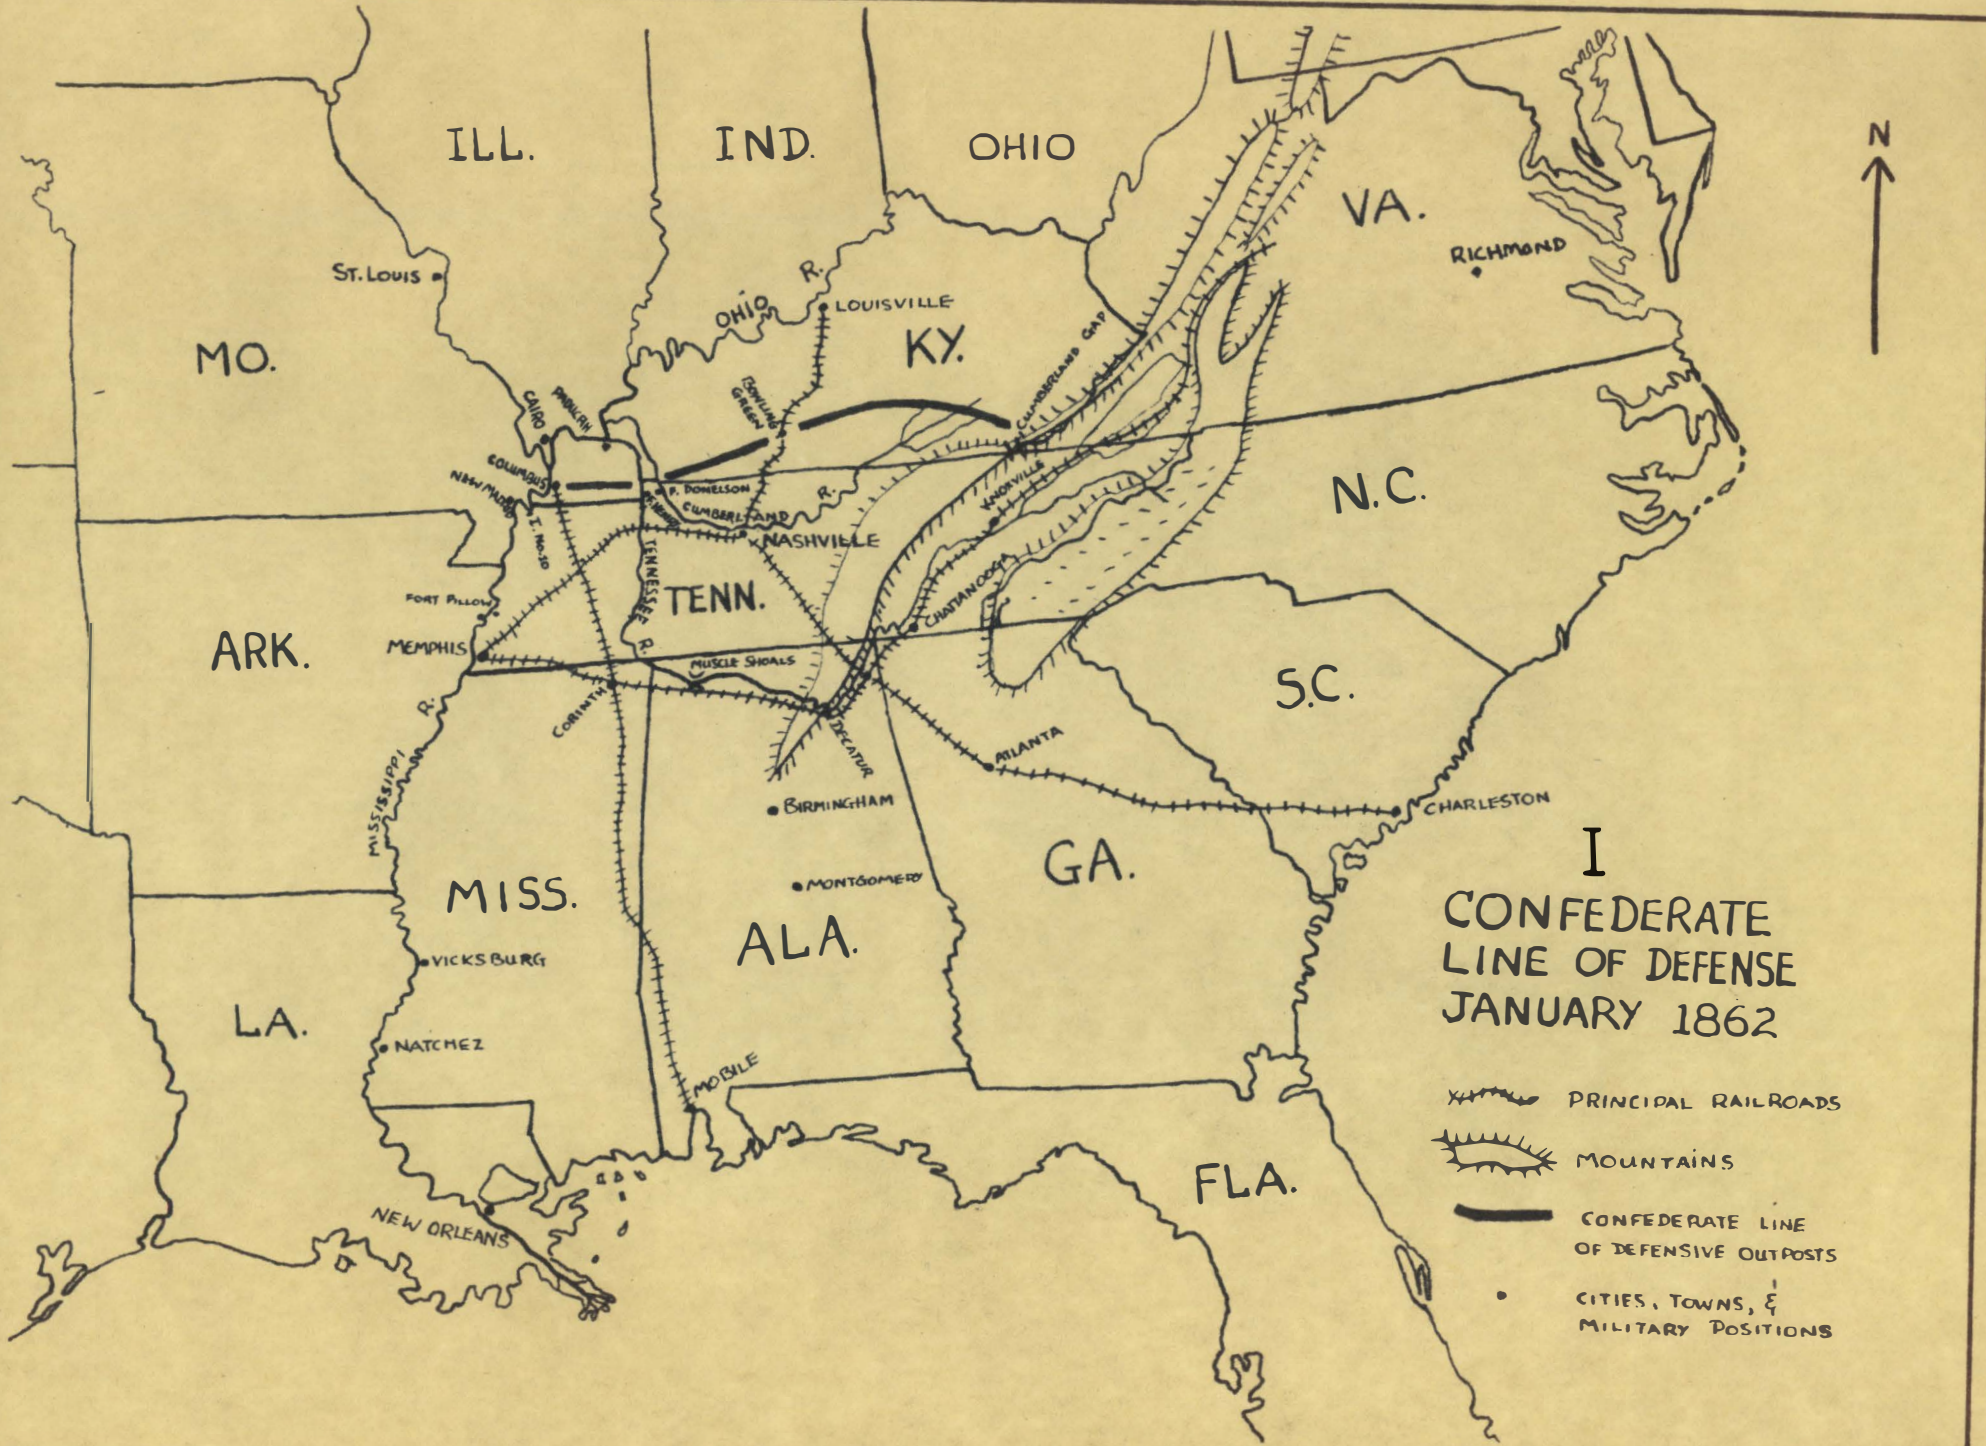 ILL.
IND.
OHIO
N
VA.
RICHMOND
ST. LOUIS
OHIO R.
LOUISVILLE
MO.
KY.
CUMBERLAND GAP
CAIRO
PADUCAH
BOWLING
GREEN
COLUMBUS
NEW MADRID
I. No. 10
F. DONELSON
F. HENRY
CUMBERLAND R.
KNOXVILLE
N.C.
NASHVILLE
TENNESSEE R.
TENN.
CHATTANOOGA
FORT PILLOW
MEMPHIS
ARK.
MUSCLE SHOALS
S.C.
CORINTH
DECATUR
ATLANTA
MISSISSIPPI R.
BIRMINGHAM
CHARLESTON
MISS.
MONTGOMERY
GA.
ALA.
VICKSBURG
LA.
NATCHEZ
MOBILE
FLA.
NEW ORLEANS
I
CONFEDERATE
LINE OF DEFENSE
JANUARY 1862
PRINCIPAL RAILROADS
MOUNTAINS
CONFEDERATE LINE
OF DEFENSIVE OUTPOSTS
CITIES, TOWNS, &
MILITARY POSITIONS